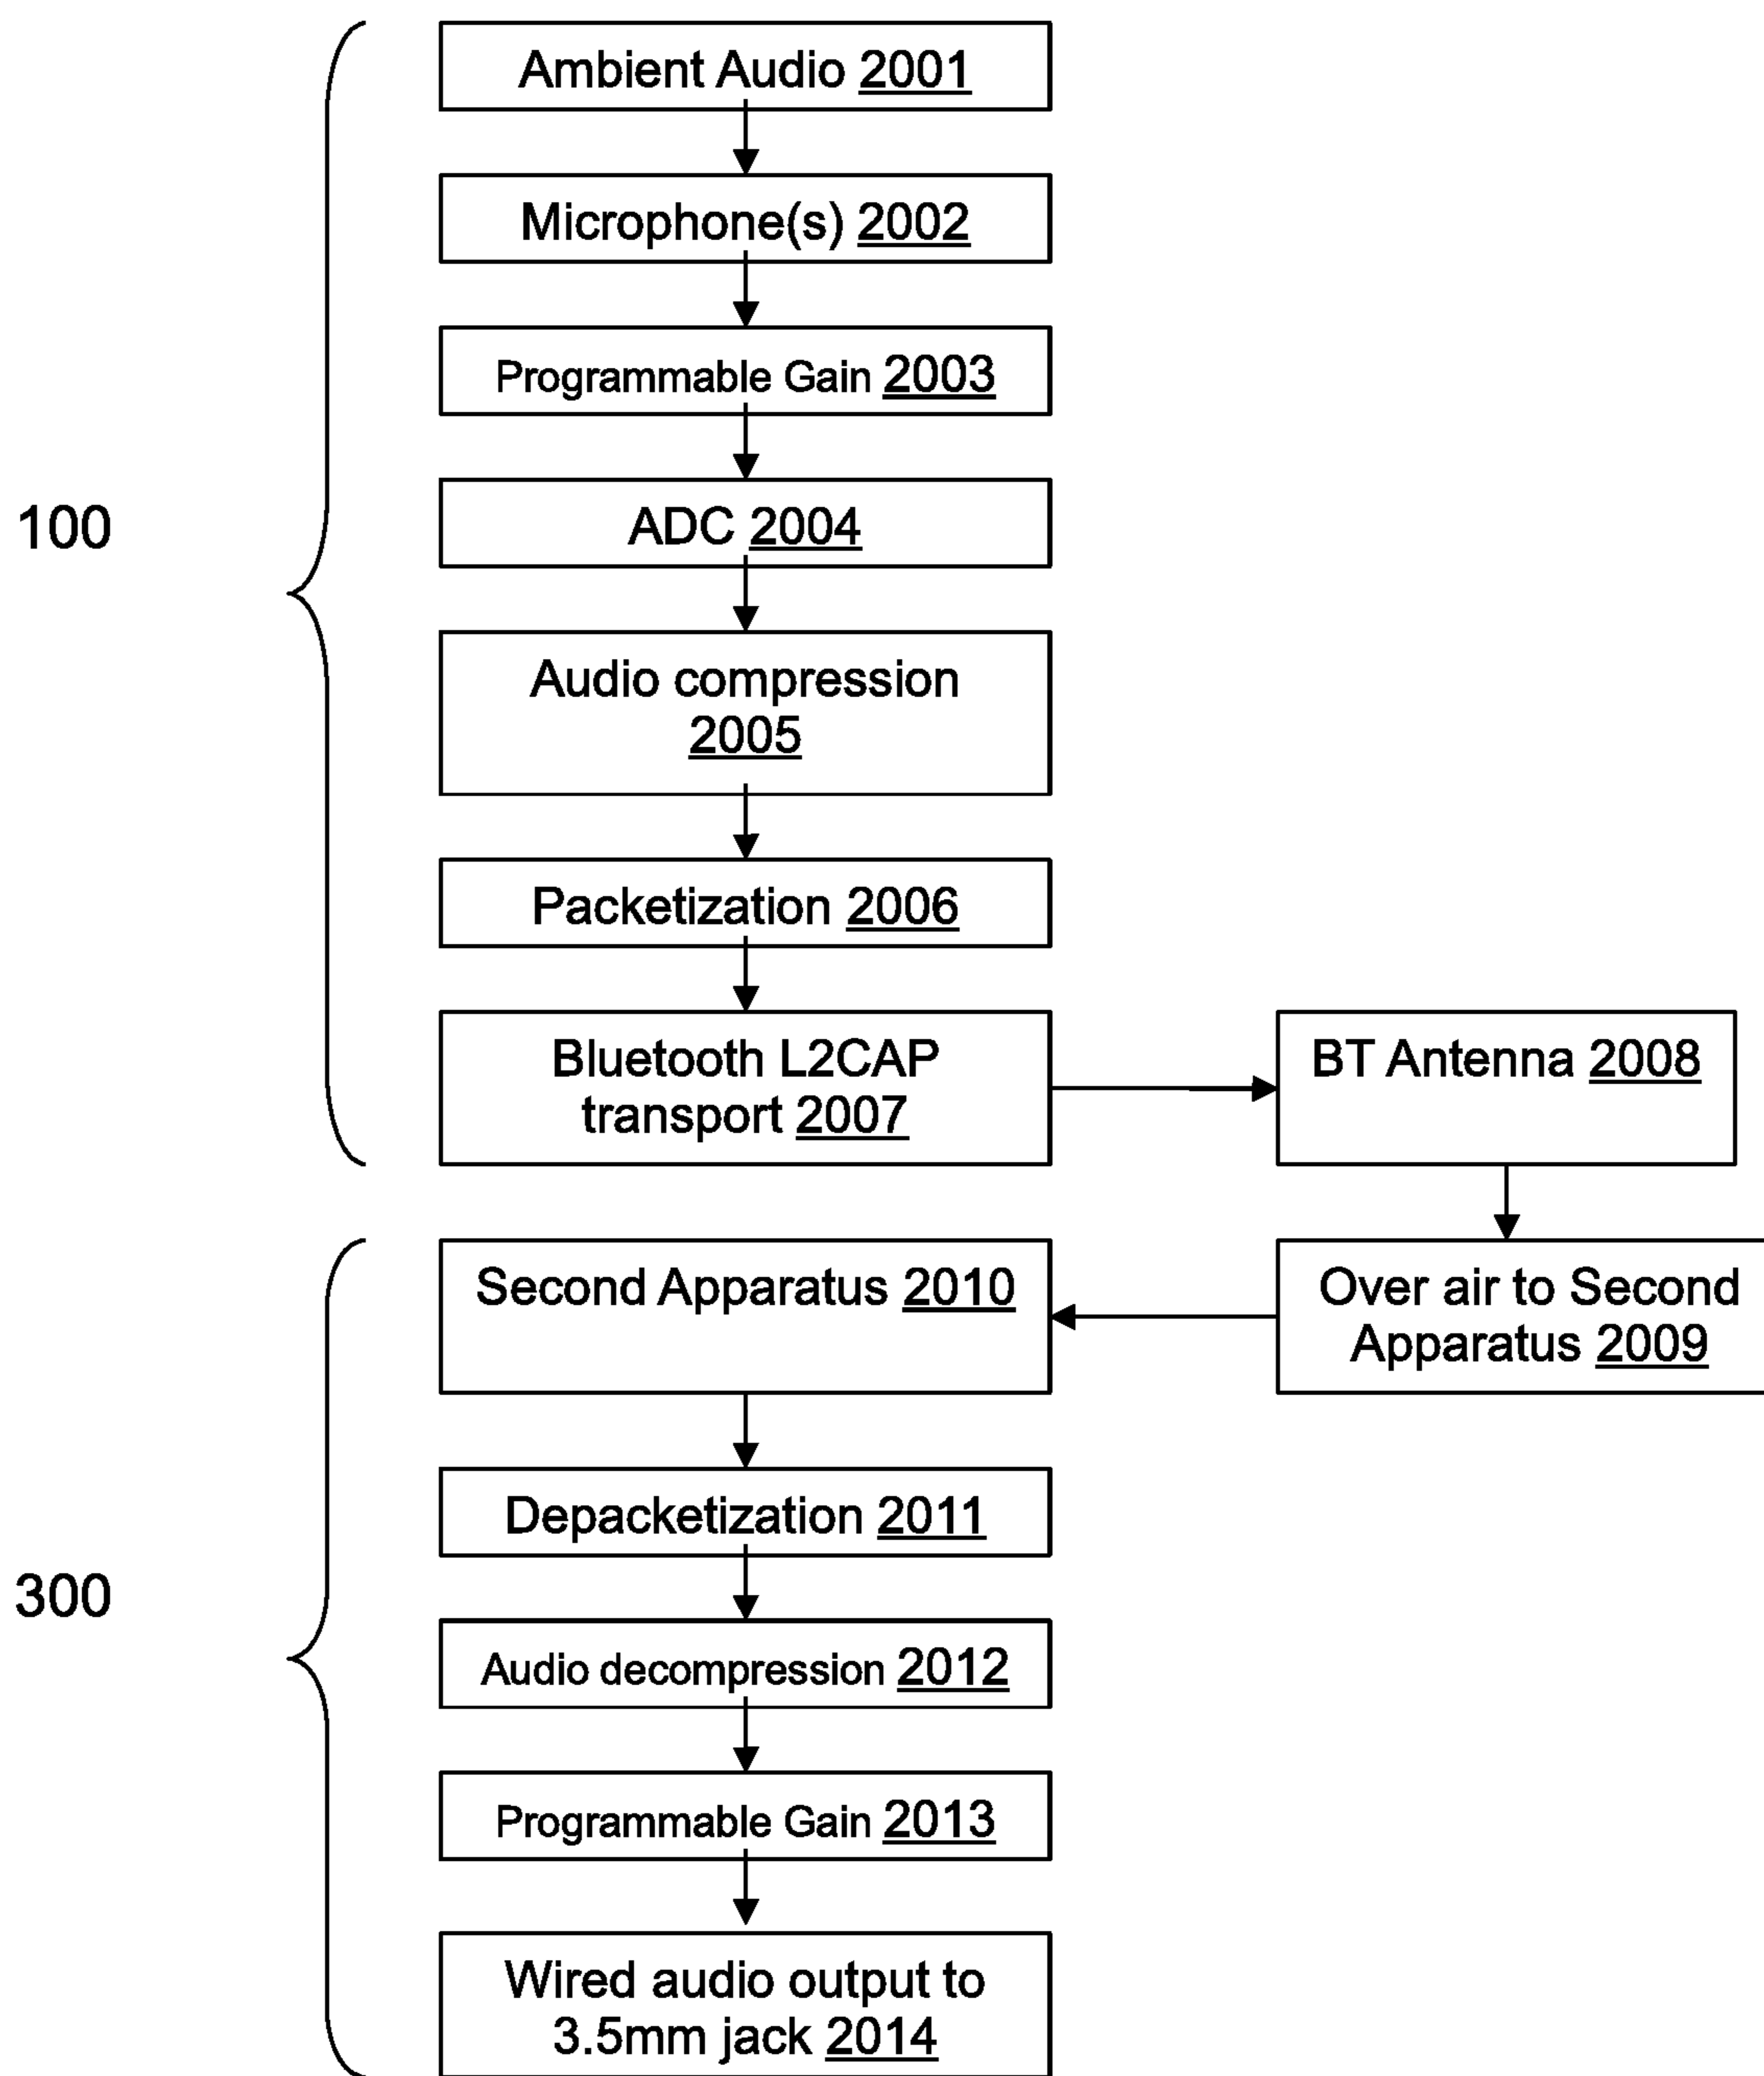 Ambient Audio 2001
Microphone(s) 2002
Programmable Gain 2003
100
ADC 2004
Audio compression
2005
Packetization 2006
Bluetooth L2CAP
transport 2007
BT Antenna 2008
Over air to Second
Apparatus 2009
Second Apparatus 2010
Depacketization 2011
300
Audio decompression 2012
Programmable Gain 2013
Wired audio output to
3.5mm jack 2014